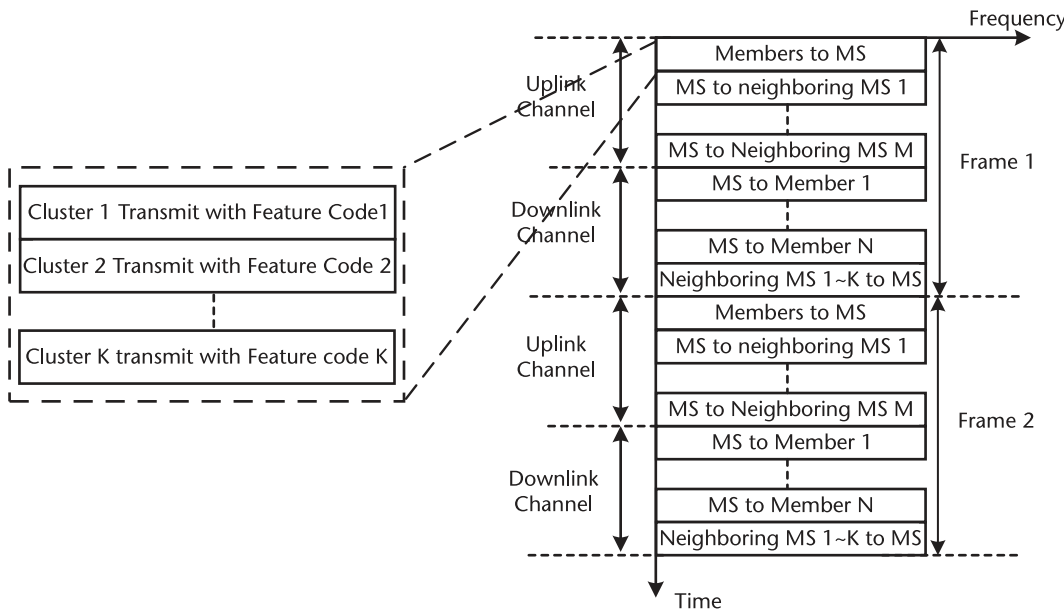 Frequency
Members to MS
Uplink
Channel
MS to neighboring MS 1
MS to Neighboring MS M
Frame 1
MS to Member 1
Cluster 1 Transmit with Feature Code1
Downlink
Channel
Cluster 2 Transmit with Feature Code 2
MS to Member N
Neighboring MS 1~K to MS
Members to MS
Cluster K transmit with Feature code K
Uplink
Channel
MS to neighboring MS 1
MS to Neighboring MS M
Frame 2
MS to Member 1
Downlink
Channel
MS to Member N
Neighboring MS 1~K to MS
Time